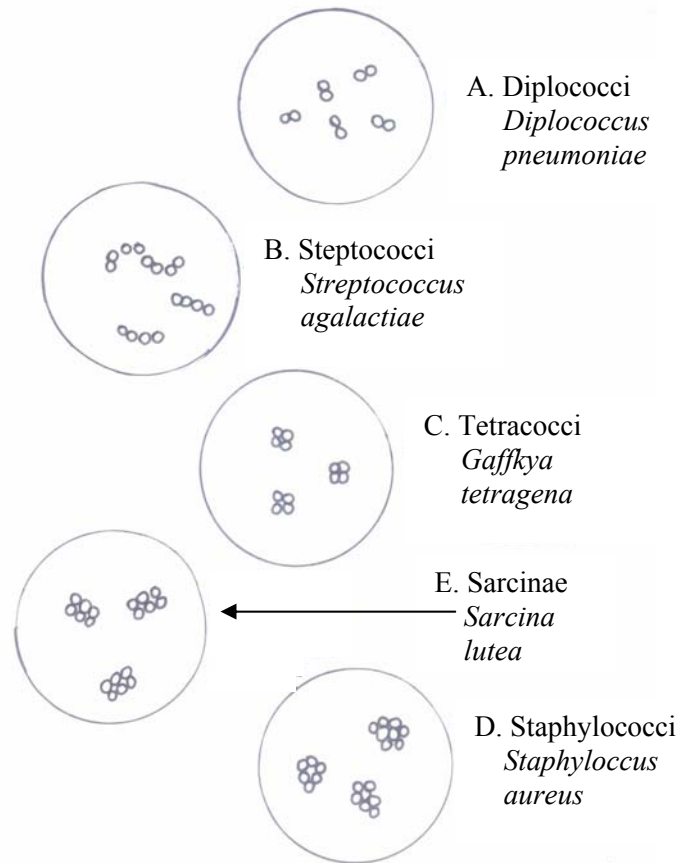 A. Diplococci
Diplococcus
pneumoniae
B. Steptococci
Streptococcus
agalactiae
C. Tetracocci
Gaffkya
tetragena
E. Sarcinae
Sarcina
lutea
D. Staphylococci
Staphyloccus
aureus